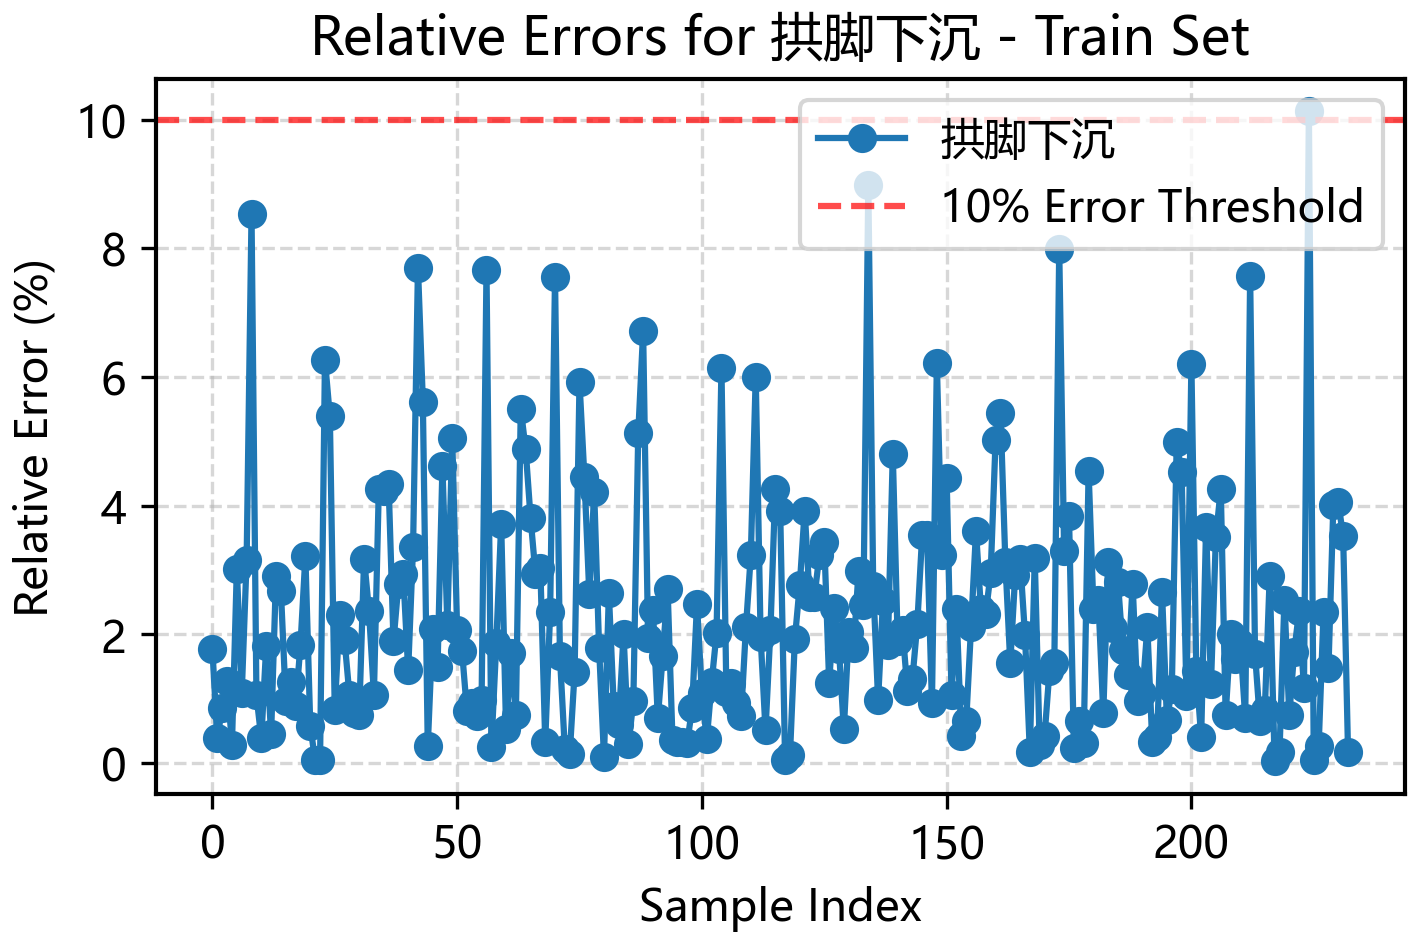 Relative Errors for 拱脚下沉 - Train Set
Relative Error (%)
10
8
6
4
2
0
拱脚下沉
10% Error Threshold
0 50 100 150 200
Sample Index